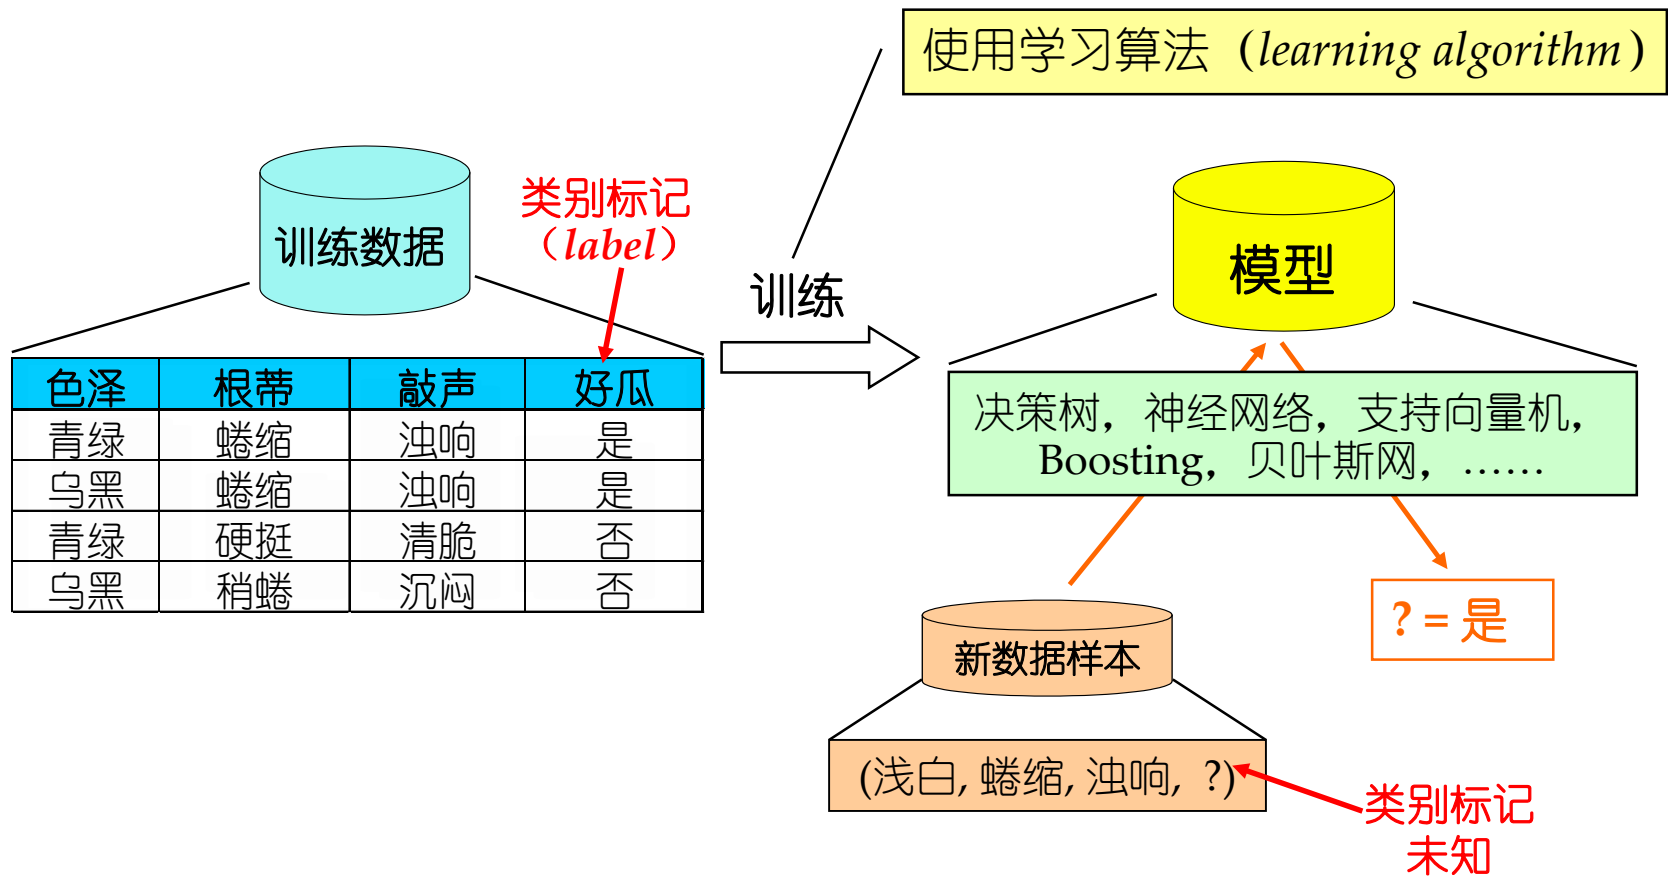 使用学习算法（learning algorithm）
训练数据
类别标记
（label）
训练
模型
色泽 根蒂 敲声 好瓜
青绿 蜷缩 浊响 是
乌黑 蜷缩 浊响 是
青绿 硬挺 清脆 否
乌黑 稍蜷 沉闷 否
决策树，神经网络，支持向量机，
Boosting，贝叶斯网，……
? = 是
新数据样本
(浅白, 蜷缩, 浊响, ?)
类别标记
未知